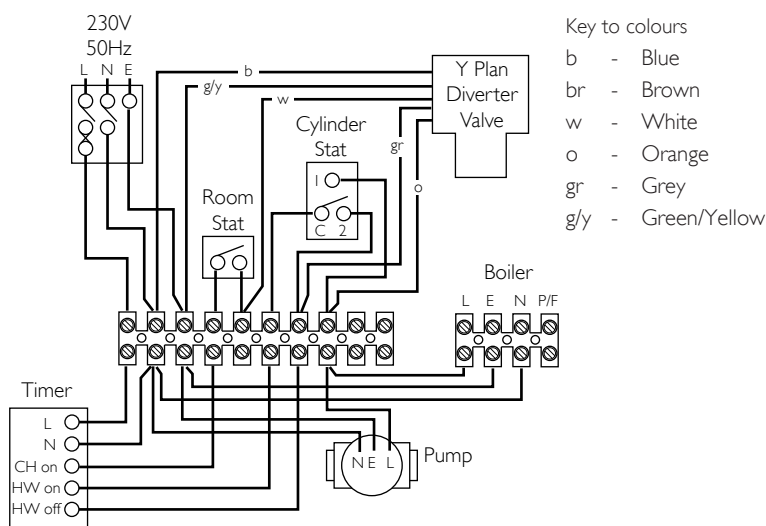 230V
50Hz
L N E
b
g/y
w
gr
o
Y Plan
Diverter
Valve
Cylinder
Stat
1
C 2
Room
Stat
Key to colours
b - Blue
br - Brown
w - White
o - Orange
gr - Grey
g/y - Green/Yellow
Boiler
L E N P/F
Timer
L
N
CH on
HW on
HW off
N E L
Pump